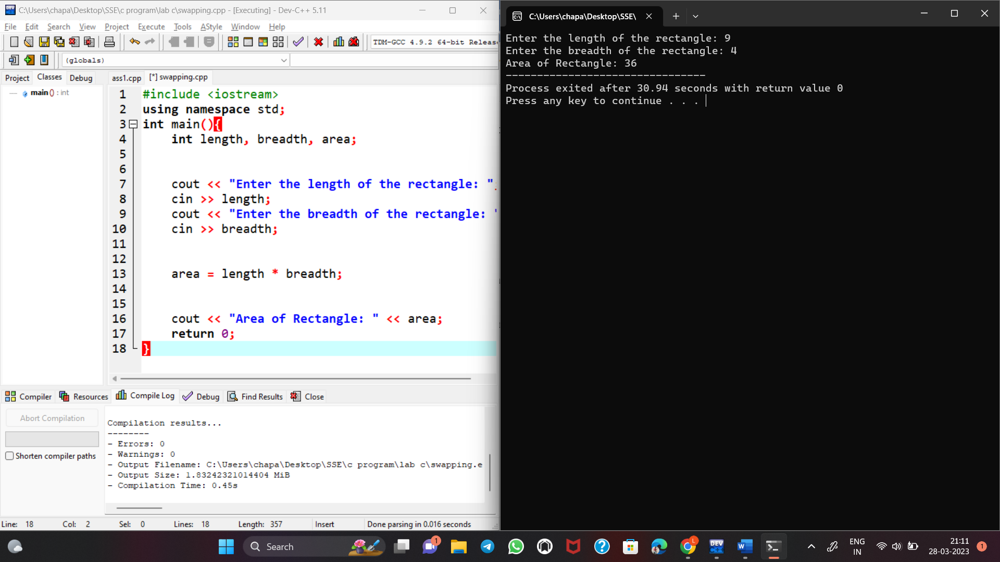 C:\Users\chapa\Desktop\SSE\c program\lab c\swapping.cpp - [Executing] - Dev-C++ 5.11
File Edit Search View Project Execute Tools AStyle Window Help
TDM-GCC 4.9.2 64-bit Releas
(globals)
Project Classes Debug
main () : int
ass1.cpp [*] swapping.cpp
1 #include <iostream>
2 using namespace std;
3 int main(){
4 int length, breadth, area;
5
6
7 cout << "Enter the length of the rectangle: ";
8 cin >> length;
9 cout << "Enter the breadth of the rectangle: "
10 cin >> breadth;
11
12
13 area = length * breadth;
14
15
16 cout << "Area of Rectangle: " << area;
17 return 0;
18 }
Compiler Resources Compile Log Debug Find Results Close
Abort Compilation
Shorten compiler paths
Compilation results...
--------
- Errors: 0
- Warnings: 0
- Output Filename: C:\Users\chapa\Desktop\SSE\c program\lab c\swapping.e
- Output Size: 1.83242321014404 MiB
- Compilation Time: 0.45s
Line: 18 Col: 2 Sel: 0 Lines: 18 Length: 357 Insert Done parsing in 0.016 seconds
C:\Users\chapa\Desktop\SSE\
Enter the length of the rectangle: 9
Enter the breadth of the rectangle: 4
Area of Rectangle: 36
--------------------------------
Process exited after 30.94 seconds with return value 0
Press any key to continue . . .
Search
1
L
DEV
C++
W
ENG
IN
21:11
28-03-2023
1